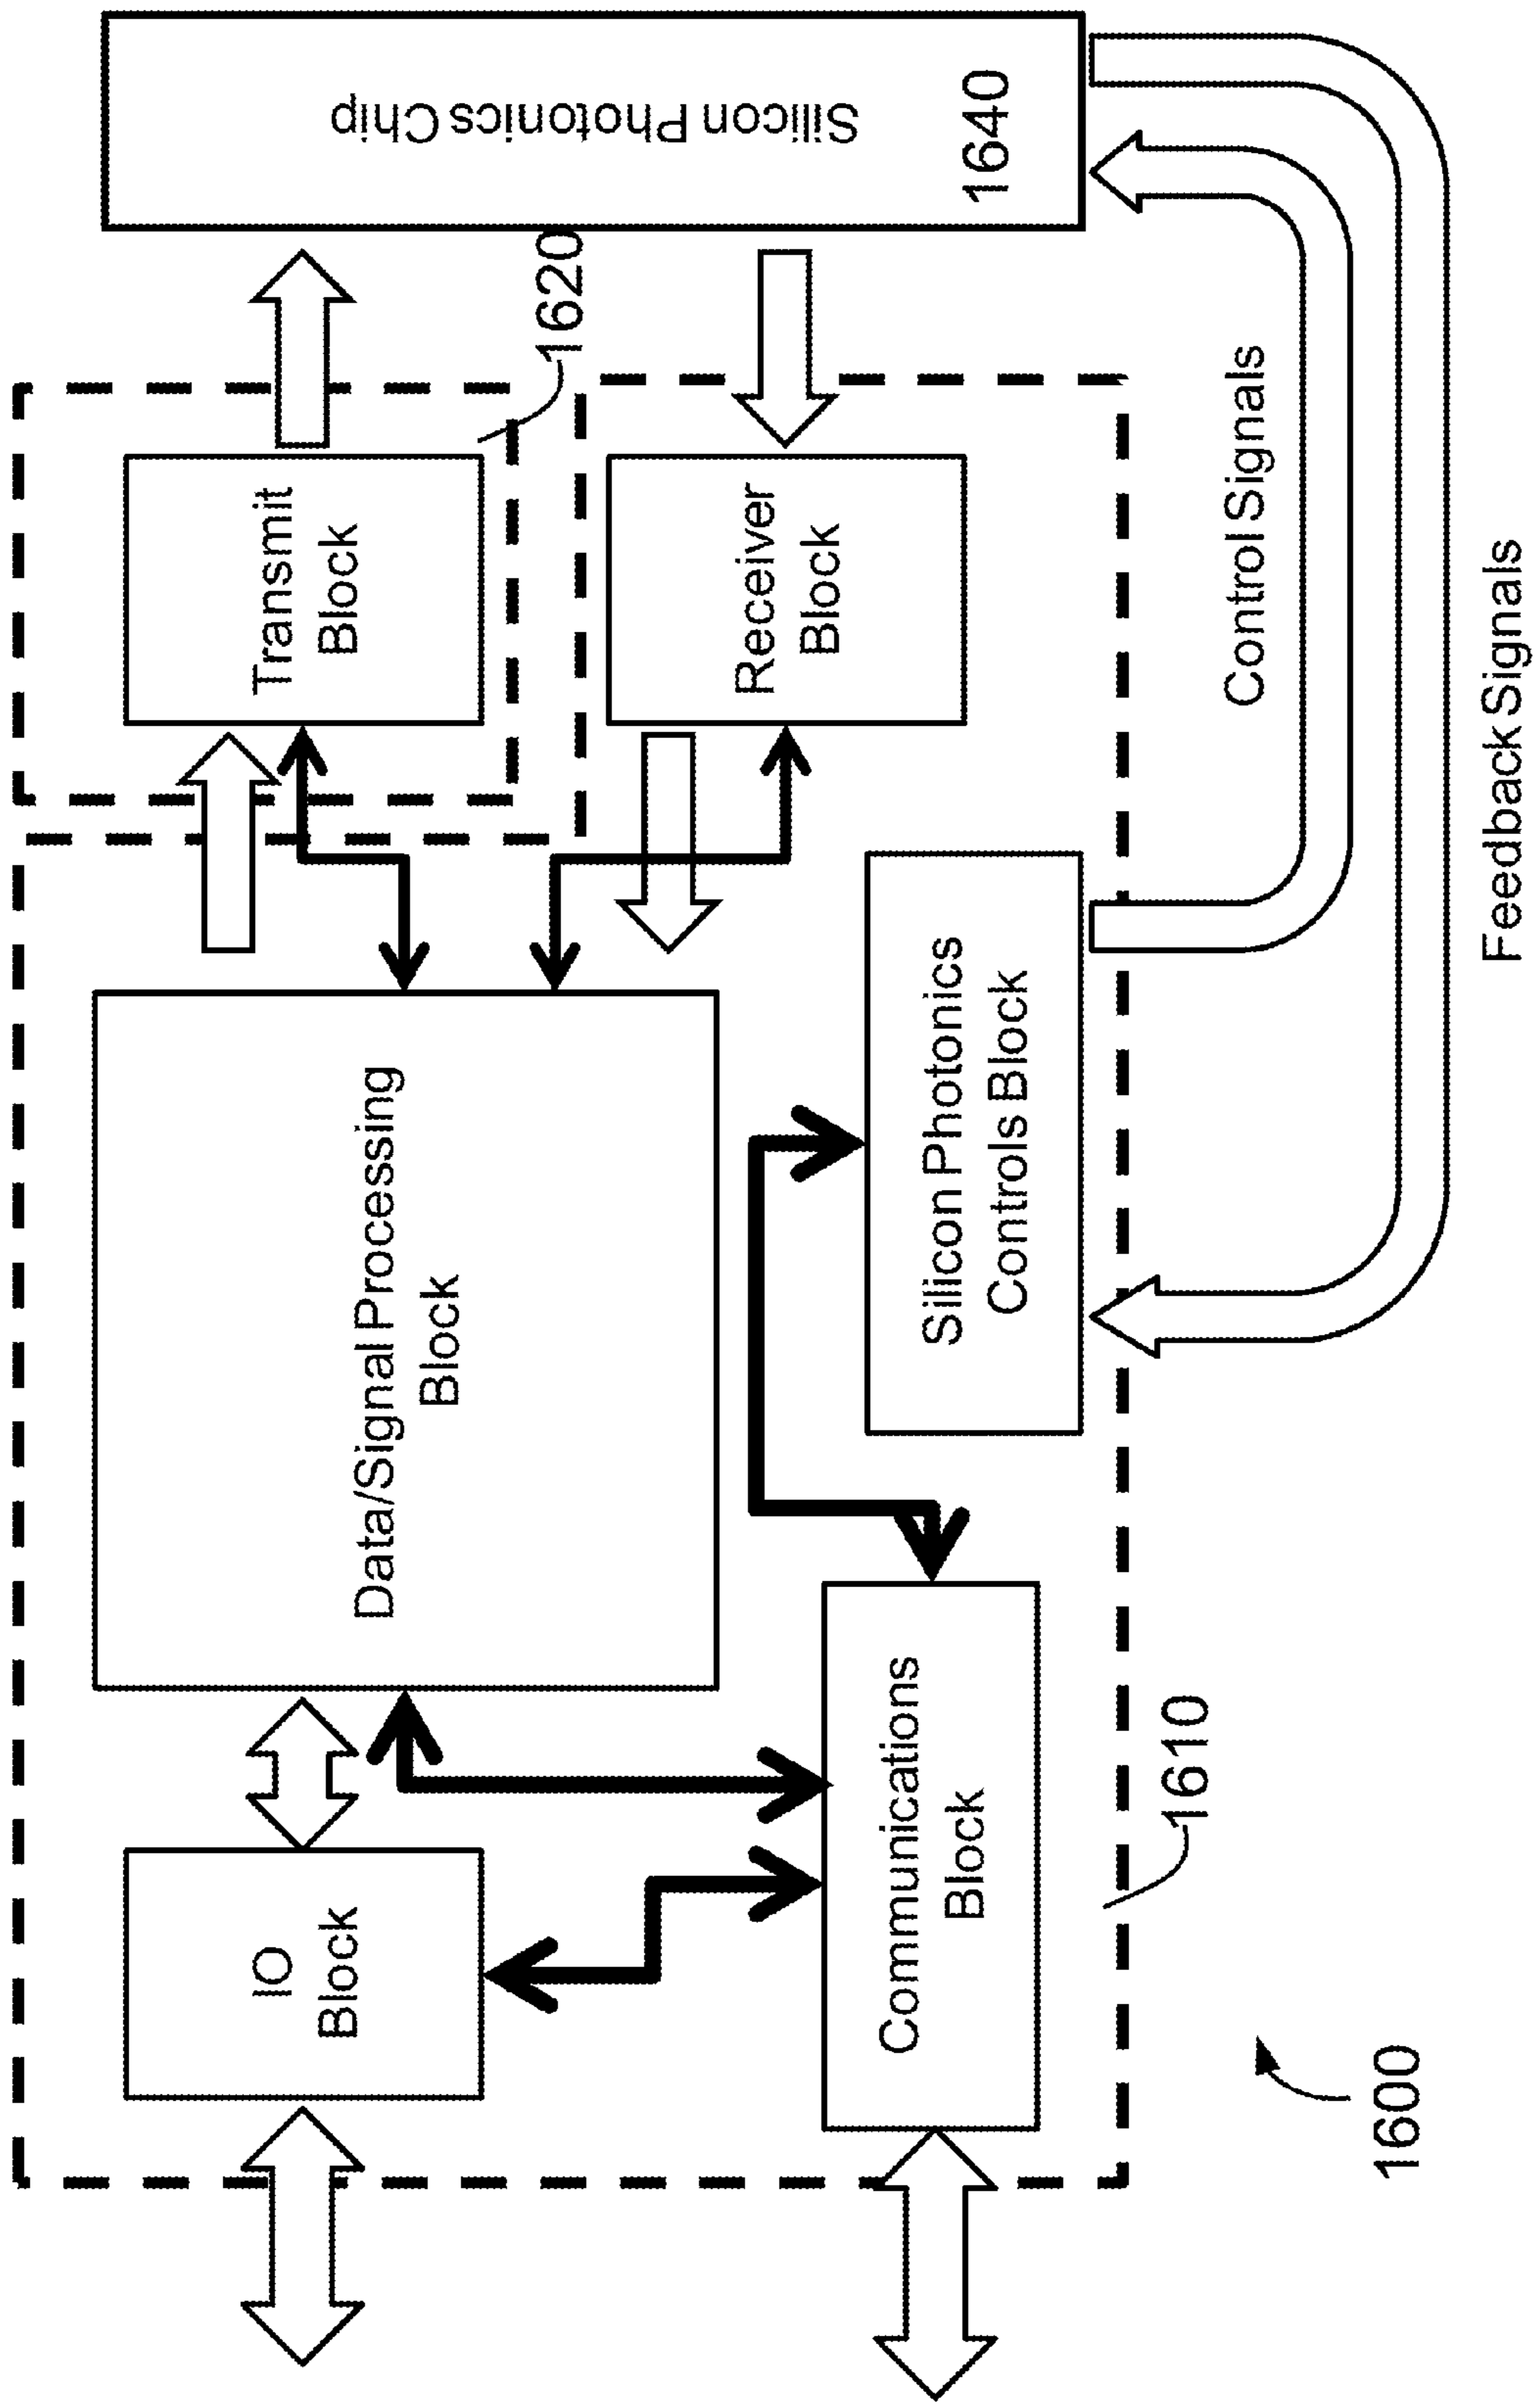 IO
Block
Data/Signal Processing
Block
Transmit
Block
1620
Silicon Photonics Chip
1640
Receiver
Block
Communications
Block
Silicon Photonics
Controls Block
Control Signals
1610
Feedback Signals
1600